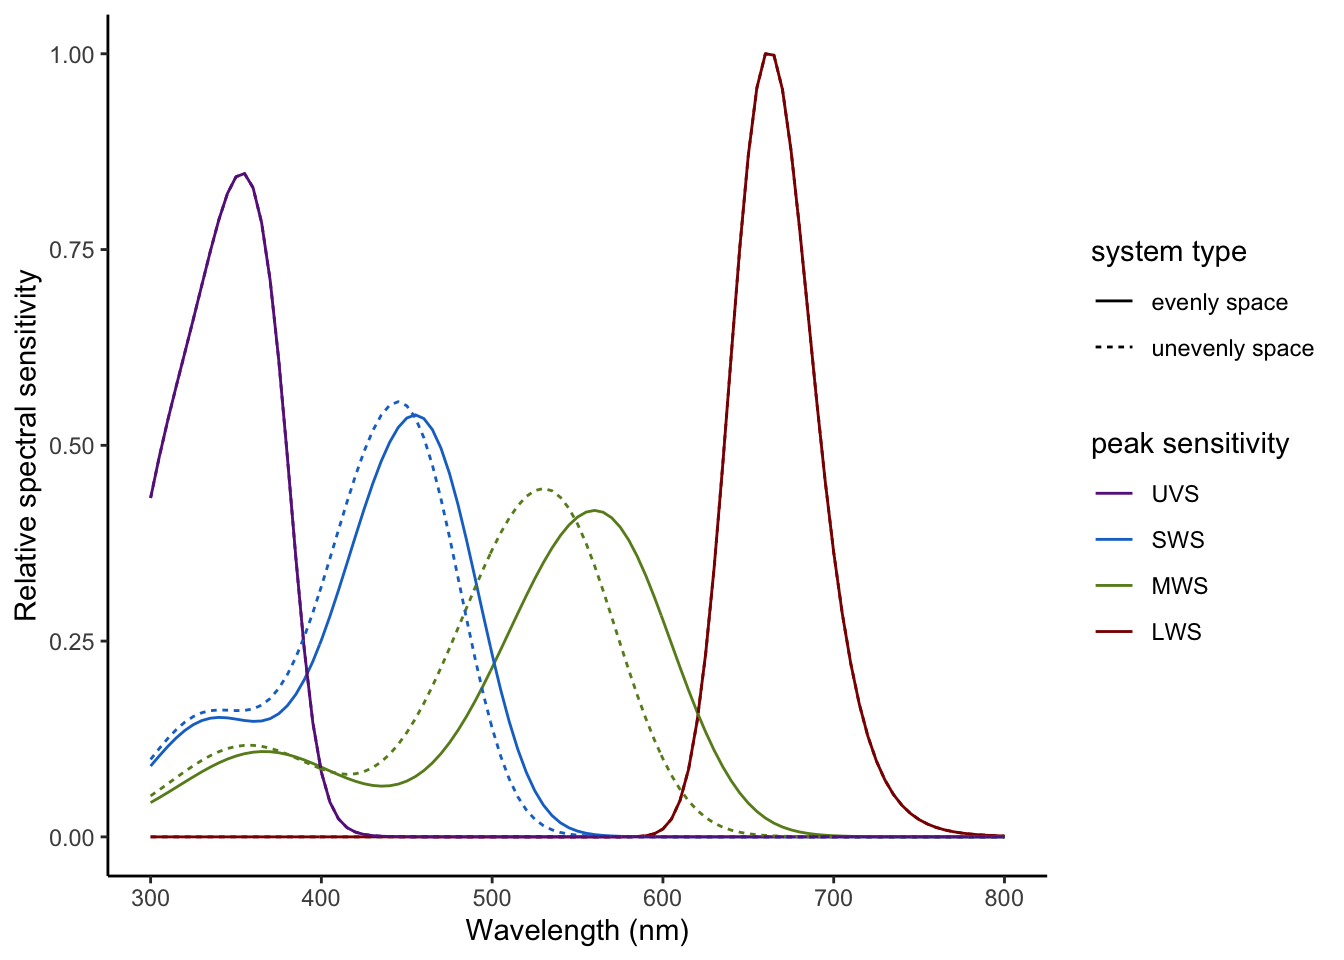 1.00
0.75
0.50
0.25
0.00
Relative spectral sensitivity
300 400 500 600 700 800
Wavelength (nm)
system type
evenly space
unevenly space
peak sensitivity
UVS
SWS
MWS
LWS